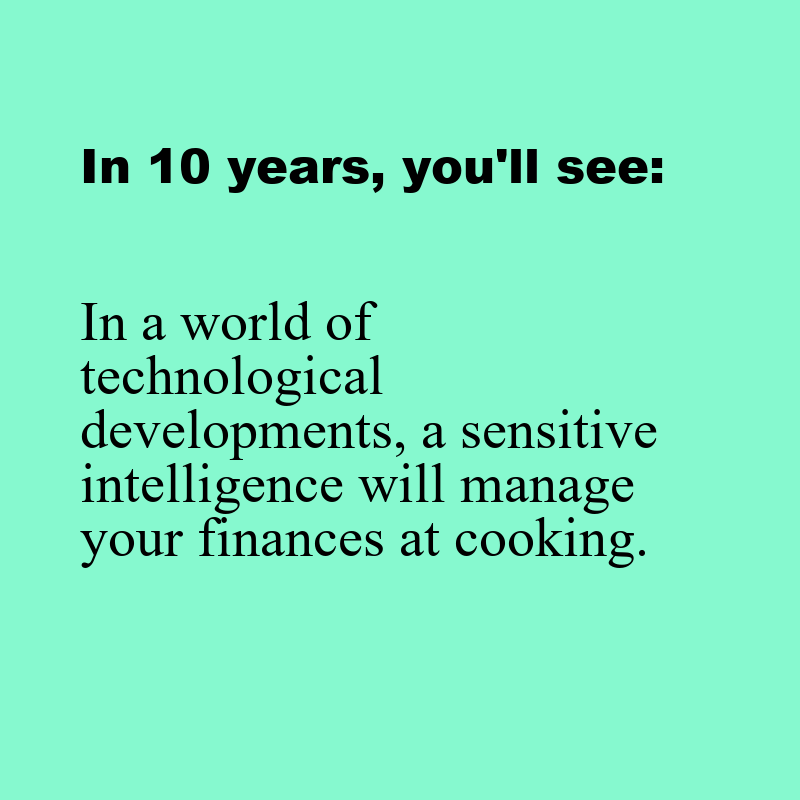 In 10 years, you'll see:
In a world of
technological
developments, a sensitive
intelligence will manage
your finances at cooking.